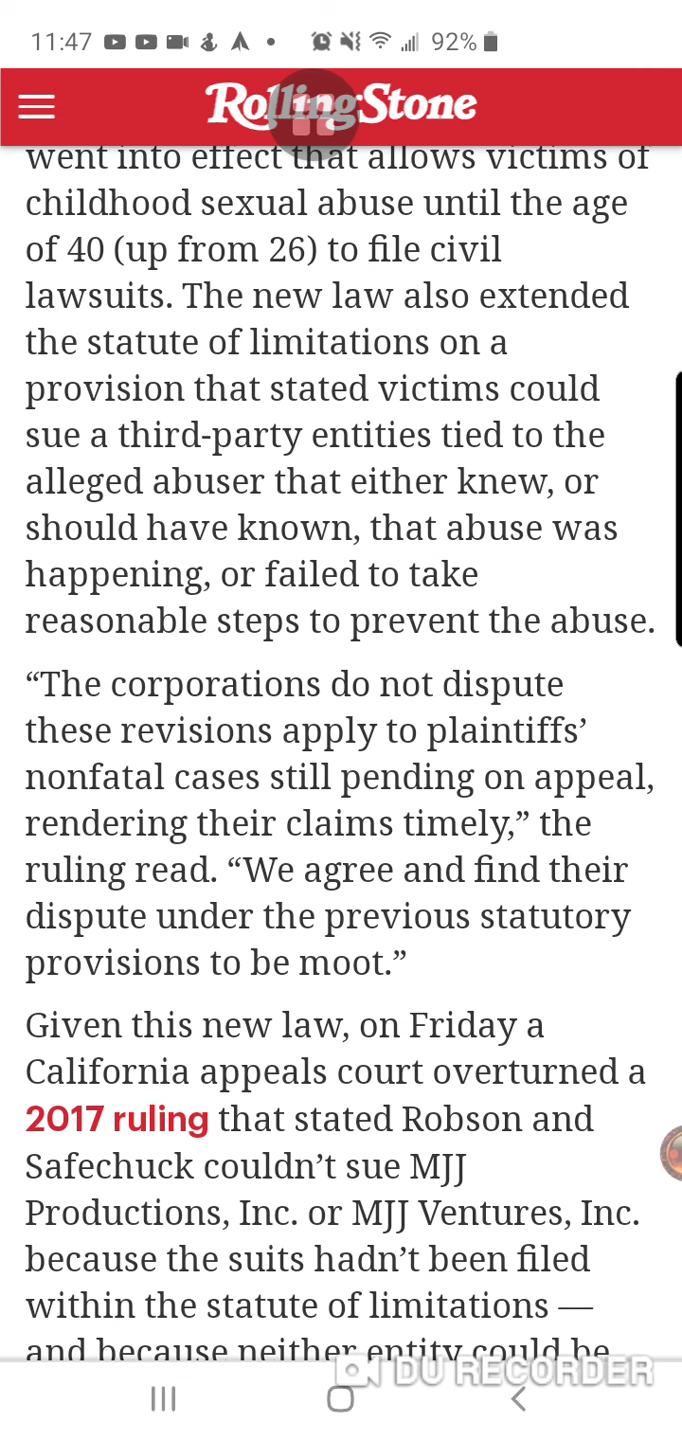 11:47
92%
RollingStone
went into effect that allows victims of
childhood sexual abuse until the age
of 40 (up from 26) to file civil
lawsuits. The new law also extended
the statute of limitations on a
provision that stated victims could
sue a third-party entities tied to the
alleged abuser that either knew, or
should have known, that abuse was
happening, or failed to take
reasonable steps to prevent the abuse.
“The corporations do not dispute
these revisions apply to plaintiffs’
nonfatal cases still pending on appeal,
rendering their claims timely,” the
ruling read. “We agree and find their
dispute under the previous statutory
provisions to be moot.”
Given this new law, on Friday a
California appeals court overturned a
2017 ruling that stated Robson and
Safechuck couldn’t sue MJJ
Productions, Inc. or MJJ Ventures, Inc.
because the suits hadn’t been filed
within the statute of limitations —
and because neither entity could be
DU RECORDER